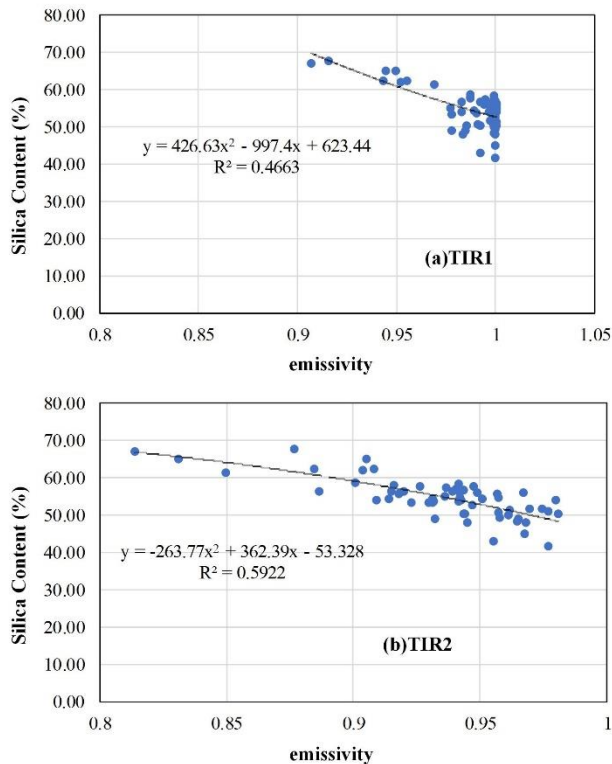 80.00
70.00
60.00
50.00
40.00
30.00
20.00
10.00
0.00
Silica Content (%)
y = 426.63x² - 997.4x + 623.44
R² = 0.4663
(a)TIR1
0.8 0.9 0.95 1 1.05
emissivity
80.00
70.00
60.00
50.00
40.00
30.00
20.00
10.00
0.00
Silica Content (%)
y = -263.77x² + 362.39x - 53.328
R² = 0.5922
(b)TIR2
0.8 0.85 0.9 0.95 1
emissivity